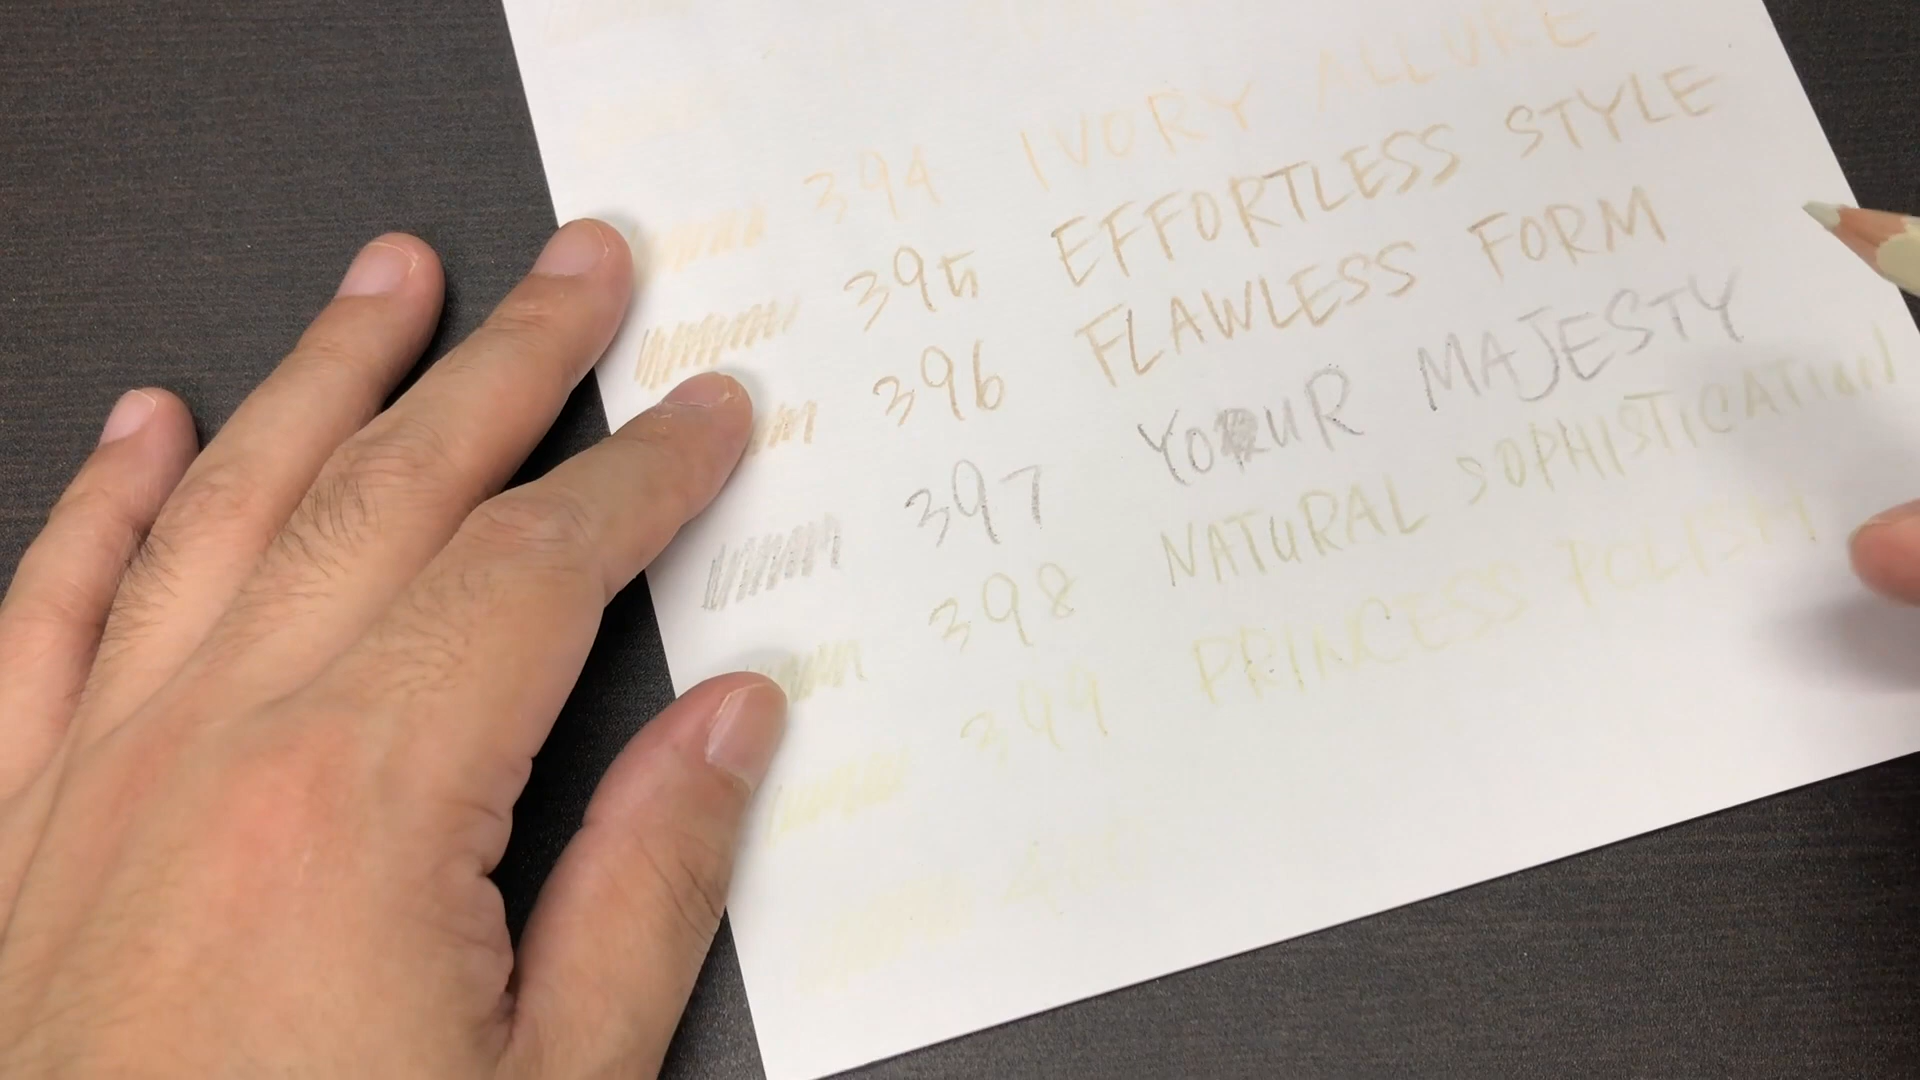 394 IVORY ALLURE
395 EFFORTLESS STYLE
396 FLAWLESS FORM
397 YOUR MAJESTY
398 NATURAL SOPHISTICATION
399 PRINCESS POLISH
400